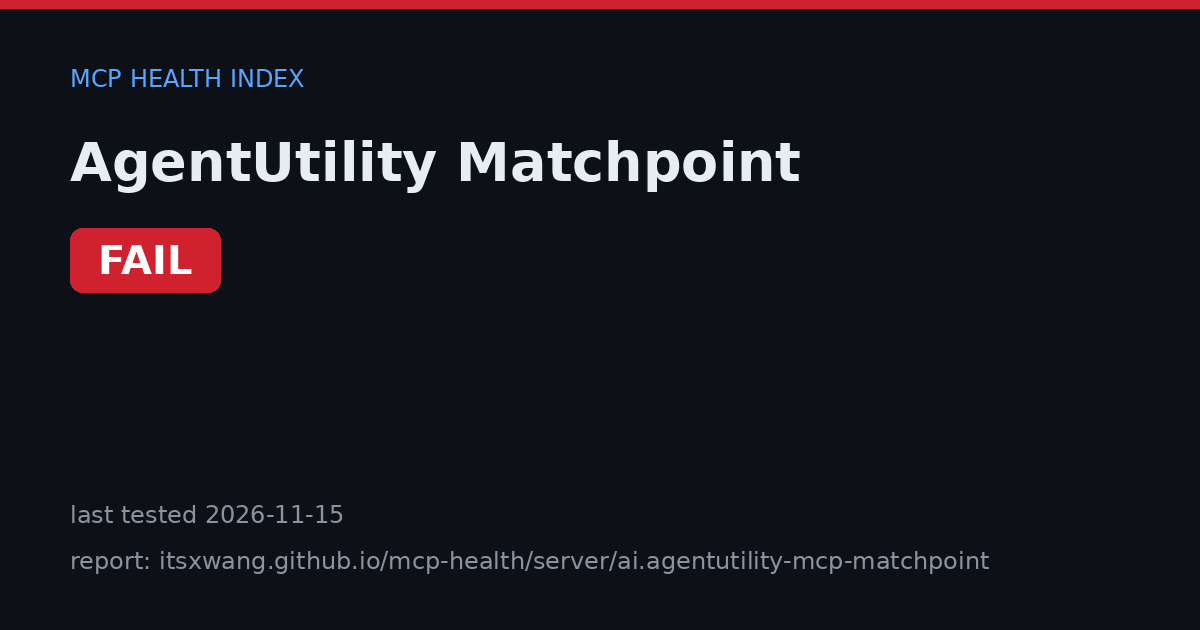 MCP HEALTH INDEX
AgentUtility Matchpoint
FAIL
last tested 2026-11-15
report: itsxwang.github.io/mcp-health/server/ai.agentutility-mcp-matchpoint